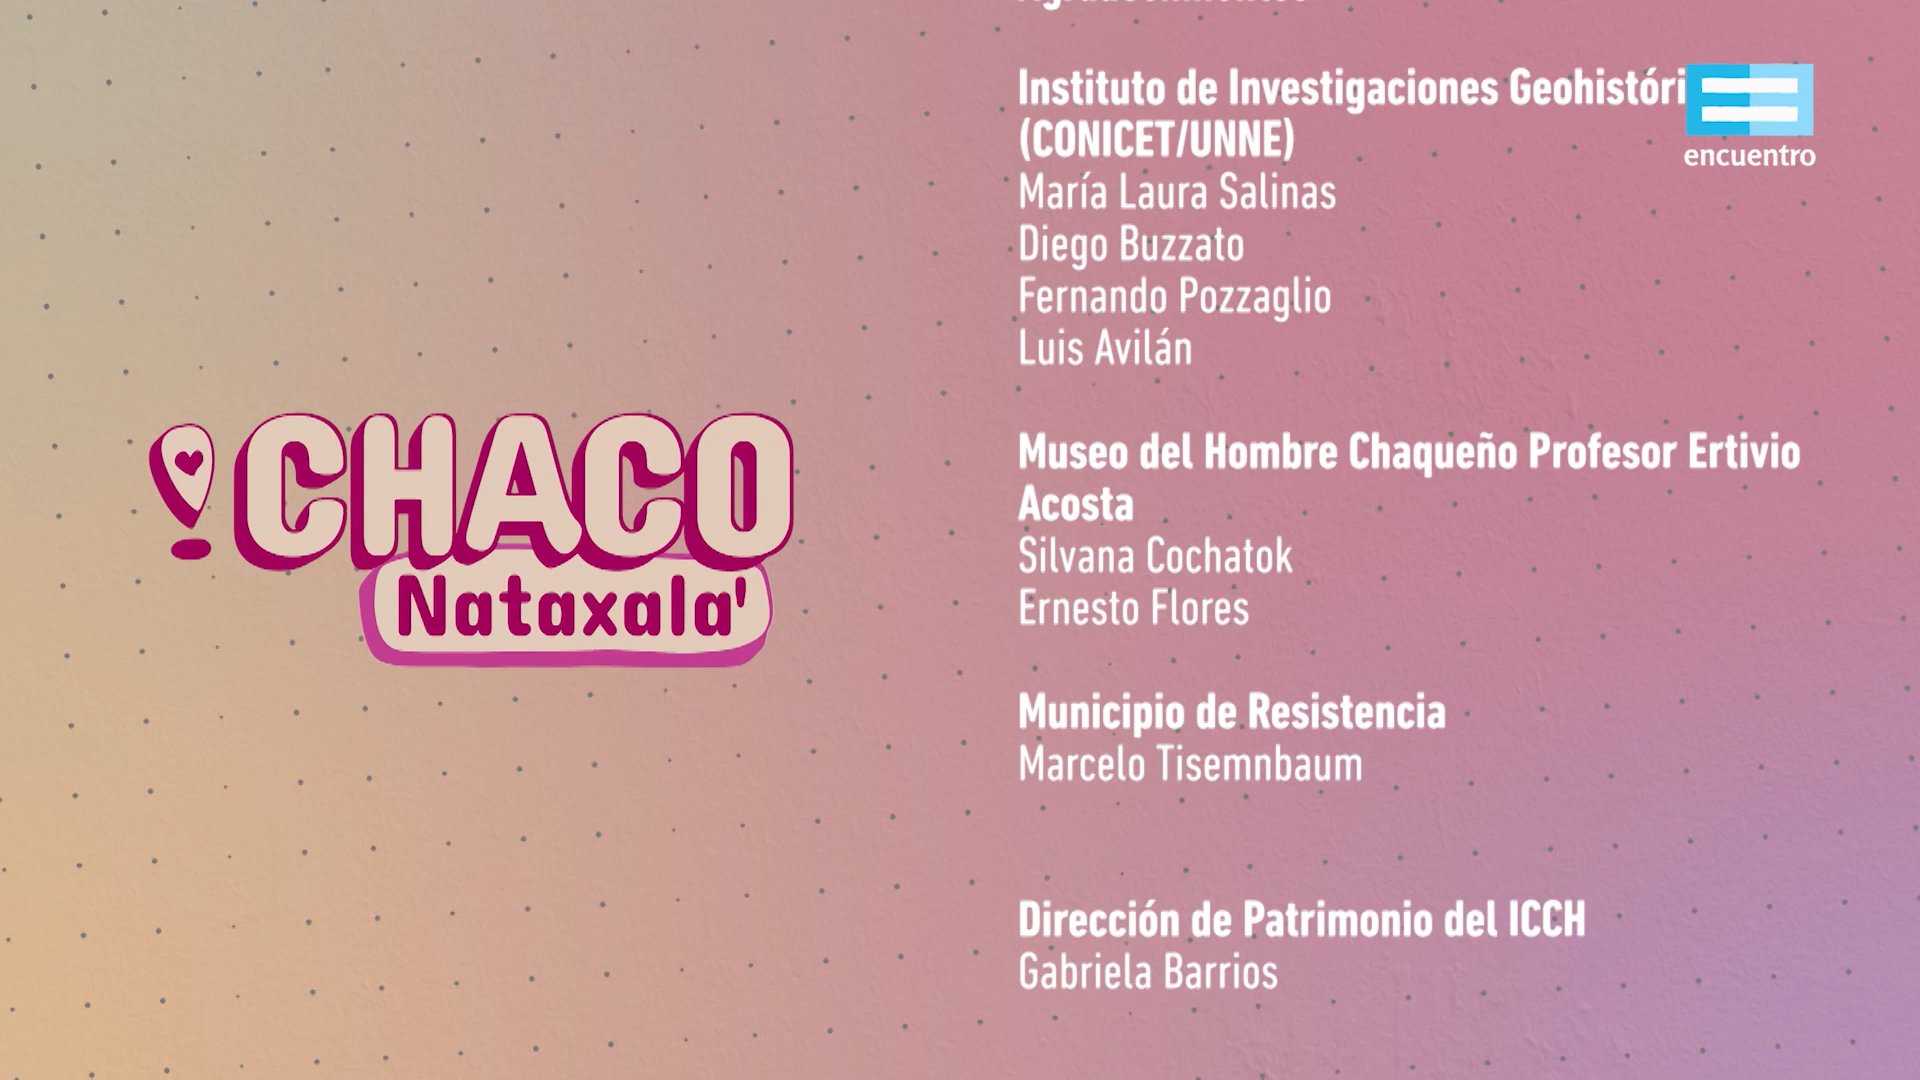 Instituto de Investigaciones Geohistóri
(CONICET/UNNE)
María Laura Salinas
Diego Buzzato
Fernando Pozzaglio
Luis Avilán
Museo del Hombre Chaqueño Profesor Ertivio
Acosta
Silvana Cochatok
Ernesto Flores
Municipio de Resistencia
Marcelo Tisemnbaum
Dirección de Patrimonio del ICCH
Gabriela Barrios
CHACO
Nataxala'
encuentro